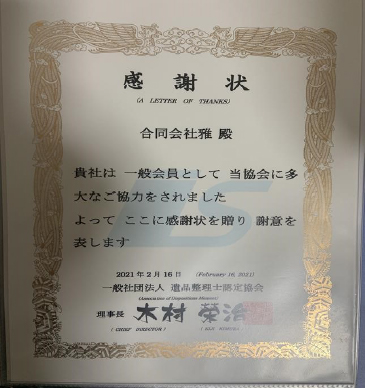 感謝状
(A LETTER OF THANKS)
合同会社雅 殿
貴社は 一般会員として 当協会に多
大なご協力をされました
よって ここに感謝状を贈り 謝意を
表します
2021年2月16日 (February 16, 2021)
一般社団法人 遺品整理士認定協会
理事長 木村 榮治
(CHIEF DIRECTOR)